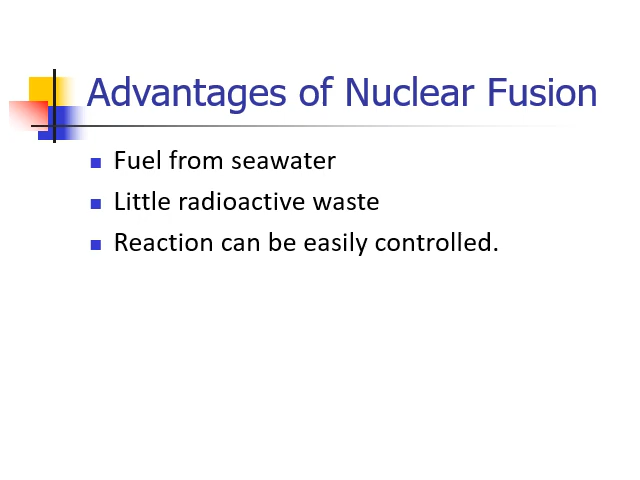 Advantages of Nuclear Fusion
Fuel from seawater
Little radioactive waste
Reaction can be easily controlled.